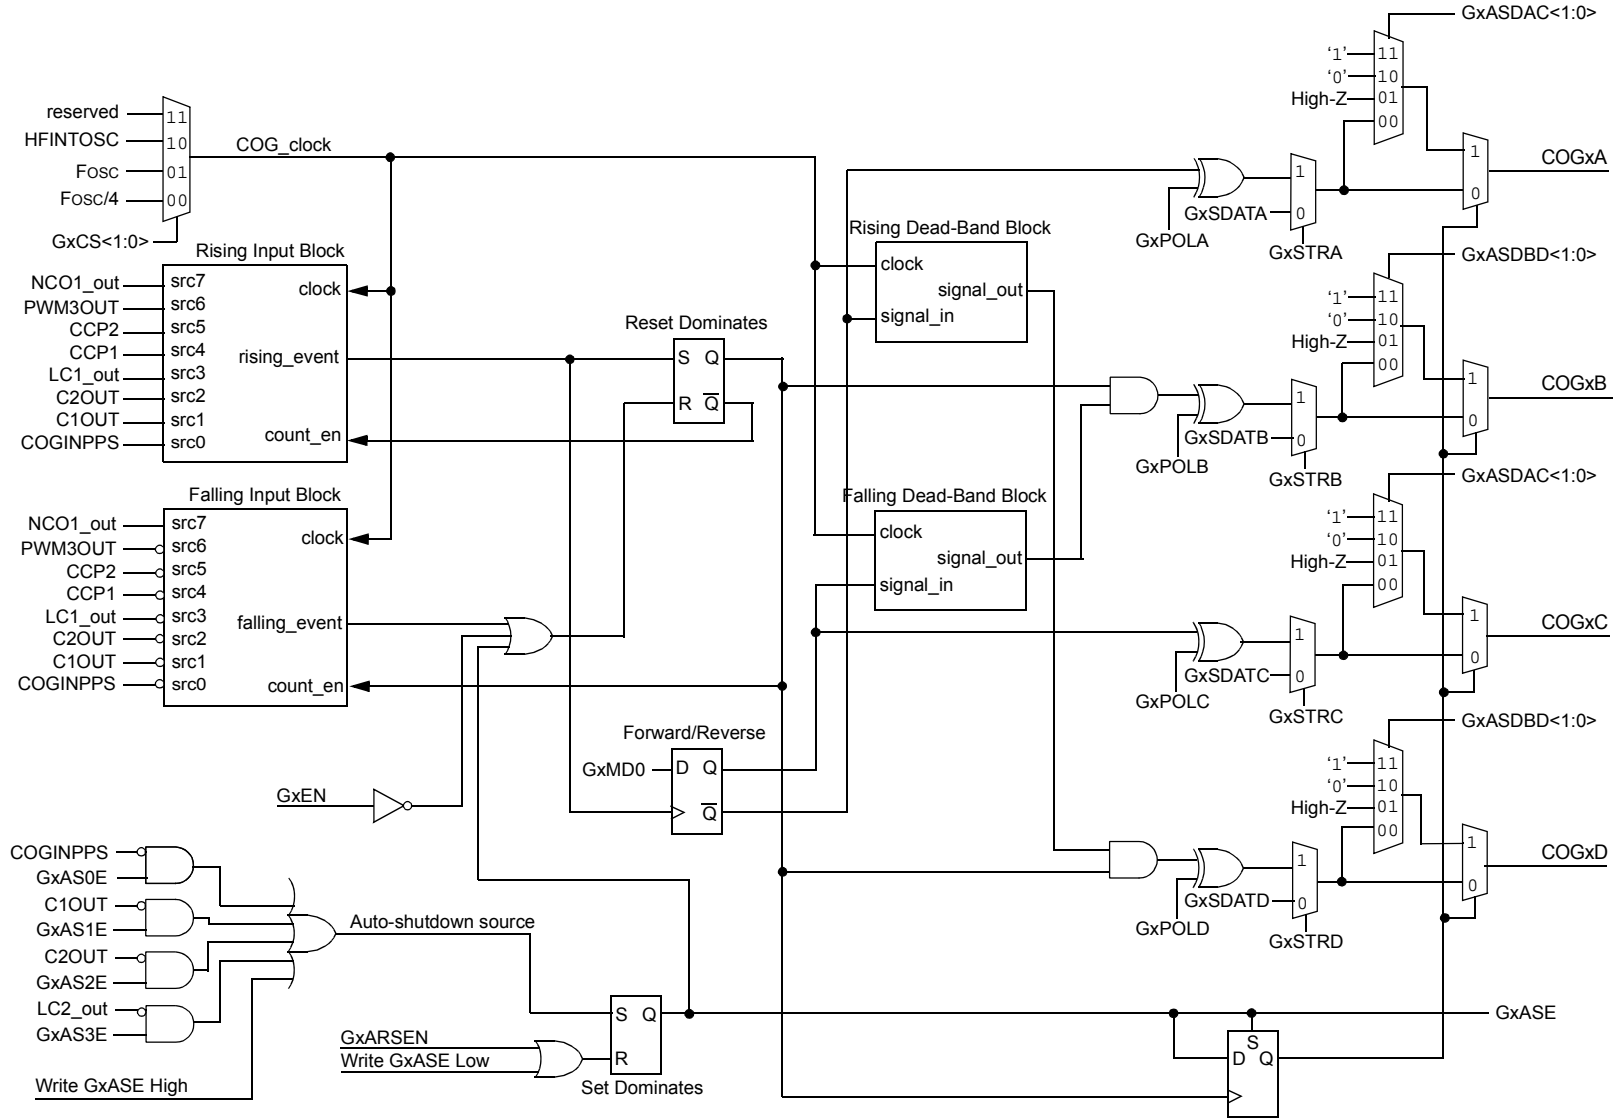 GxASDAC<1:0>
'1' 11
'0' 10
High-Z 01
00
1
0
COGxA
reserved 11
HFINTOSC 10
FOSC 01
FOSC/4 00
GxCS<1:0>
COG_clock
1
0
GxSDATA
GxPOLA
GxSTRA
Rising Input Block
NCO1_out src7
PWM3OUT src6
CCP2 src5
CCP1 src4
LC1_out src3
C2OUT src2
C1OUT src1
COGINPPS src0
clock
rising_event
count_en
Reset Dominates
S Q
R Q
Rising Dead-Band Block
clock
signal_out
signal_in
GxASDBD<1:0>
'1' 11
'0' 10
High-Z 01
00
1
0
COGxB
1
0
GxSDATB
GxPOLB
GxSTRB
Falling Input Block
NCO1_out src7
PWM3OUT src6
CCP2 src5
CCP1 src4
LC1_out src3
C2OUT src2
C1OUT src1
COGINPPS src0
clock
falling_event
count_en
Falling Dead-Band Block
clock
signal_out
signal_in
GxASDAC<1:0>
'1' 11
'0' 10
High-Z 01
00
1
0
COGxC
1
0
GxSDATC
GxPOLC
GxSTRC
Forward/Reverse
GxMD0 D Q
Q
GxEN
GxASDBD<1:0>
'1' 11
'0' 10
High-Z 01
00
1
0
COGxD
1
0
GxSDATD
GxPOLD
GxSTRD
COGINPPS
GxAS0E
C1OUT
GxAS1E
C2OUT
GxAS2E
LC2_out
GxAS3E
Write GxASE High
Auto-shutdown source
GxARSEN
Write GxASE Low
S Q
R
Set Dominates
GxASE
S
D Q